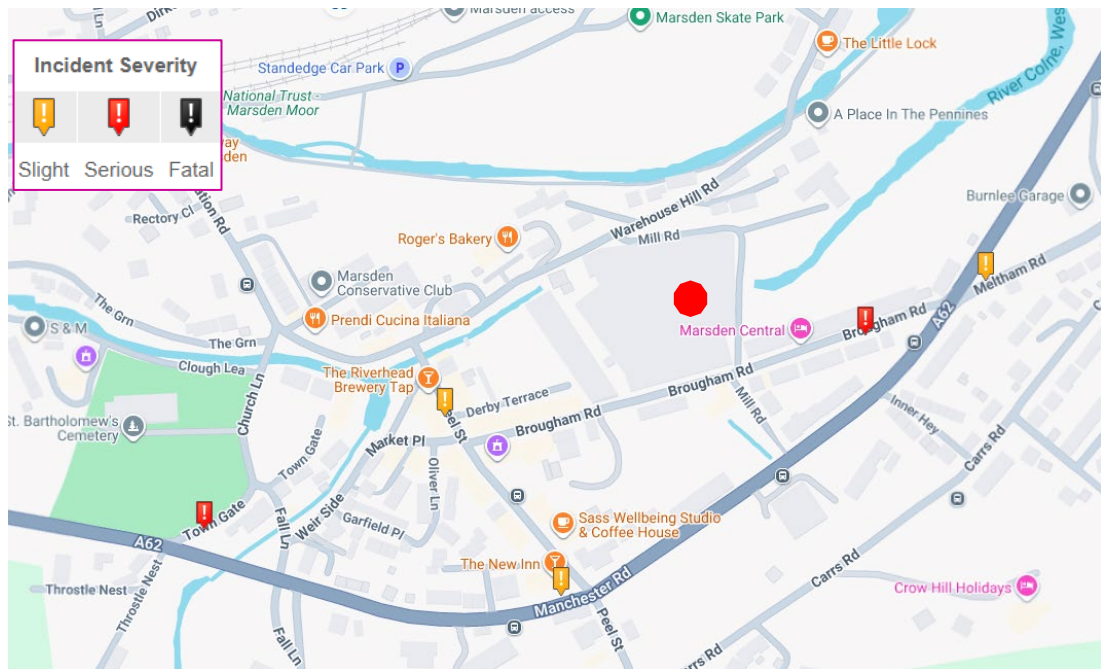 Marsden access
Marsden Skate Park
The Little Lock
River Colne, Wes
Incident Severity
Slight
Serious
Fatal
Standedge Car Park
P
National Trust -
Marsden Moor
way
den
A Place In The Pennines
Burnlee Garage
Rectory Cl
ation Rd
Warehouse Hill Rd
Mill Rd
Roger's Bakery
Marsden
Conservative Club
Meltham Rd
The Grn
Prendi Cucina Italiana
S & M
The Grn
Marsden Central
Brougham Rd
A62
Clough Lea
The Riverhead
Brewery Tap
Church Ln
Brougham Rd
Derby Terrace
Peel St
Brougham Rd
Mill Rd
Inner Hey
St. Bartholomew's
Cemetery
Market Pl
Town Gate
Oliver Ln
Carrs Rd
Weir Side
Town Gate
Garfield Pl
Fall Ln
Sass Wellbeing Studio
& Coffee House
A62
The New Inn
Carrs Rd
Throstle Nest
Throstle Nest
Manchester Rd
Crow Hill Holidays
Peel St
Fall Ln